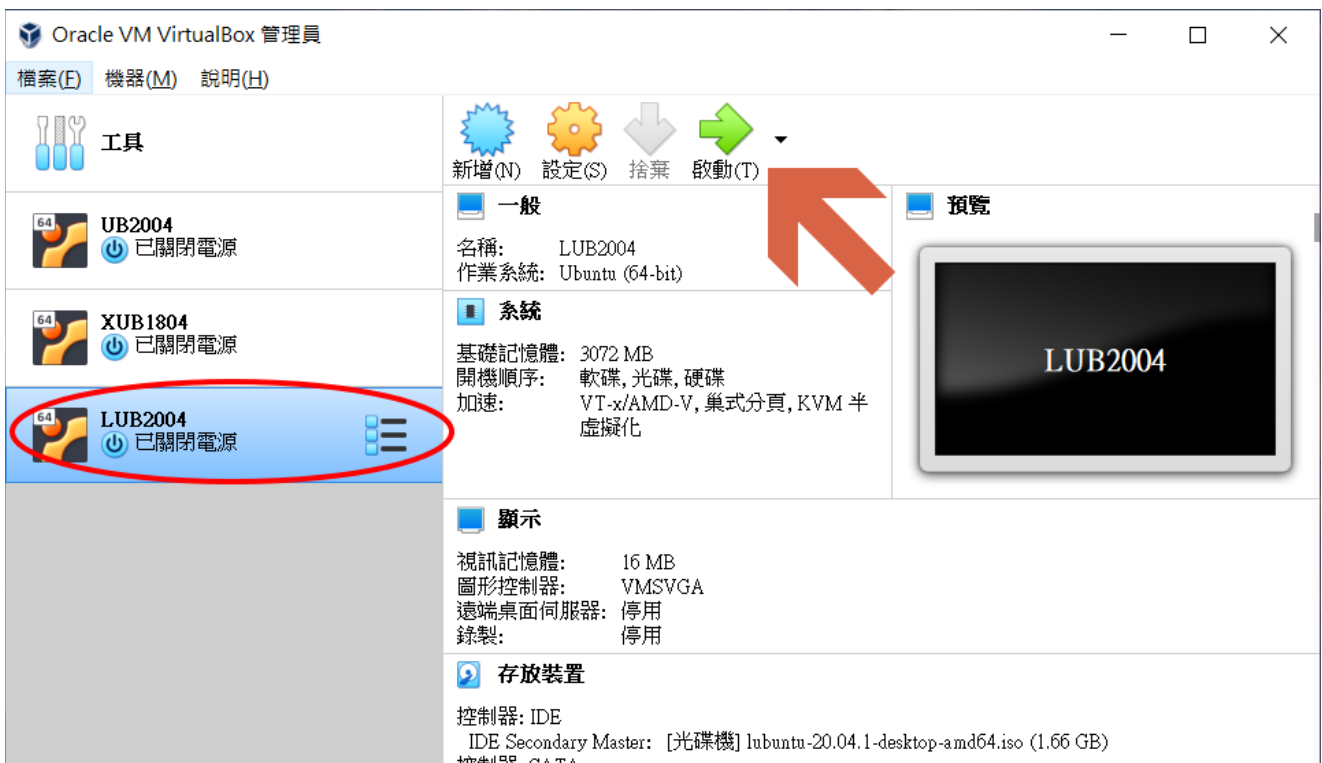 Oracle VM VirtualBox 管理員
檔案(F) 機器(M) 說明(H)
工具
新增(N) 設定(S) 捨棄 啟動(T)
64
UB2004
已關閉電源
64
XUB1804
已關閉電源
64
LUB2004
已關閉電源
一般
名稱: LUB2004
作業系統: Ubuntu (64-bit)
預覽
LUB2004
系統
基礎記憶體: 3072 MB
開機順序: 軟碟, 光碟, 硬碟
加速: VT-x/AMD-V, 巢式分頁, KVM 半
虛擬化
顯示
視訊記憶體: 16 MB
圖形控制器: VMSVGA
遠端桌面伺服器: 停用
錄製: 停用
存放裝置
控制器: IDE
IDE Secondary Master: [光碟機] lubuntu-20.04.1-desktop-amd64.iso (1.66 GB)
控制器: SATA